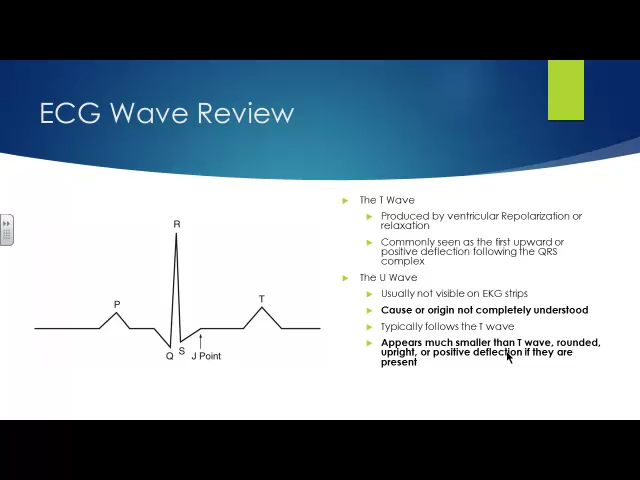 ECG Wave Review
R
P
T
Q
S
J Point
The T Wave
Produced by ventricular Repolarization or
relaxation
Commonly seen as the first upward or
positive deflection following the QRS
complex
The U Wave
Usually not visible on EKG strips
Cause or origin not completely understood
Typically follows the T wave
Appears much smaller than T wave, rounded,
upright, or positive deflection if they are
present